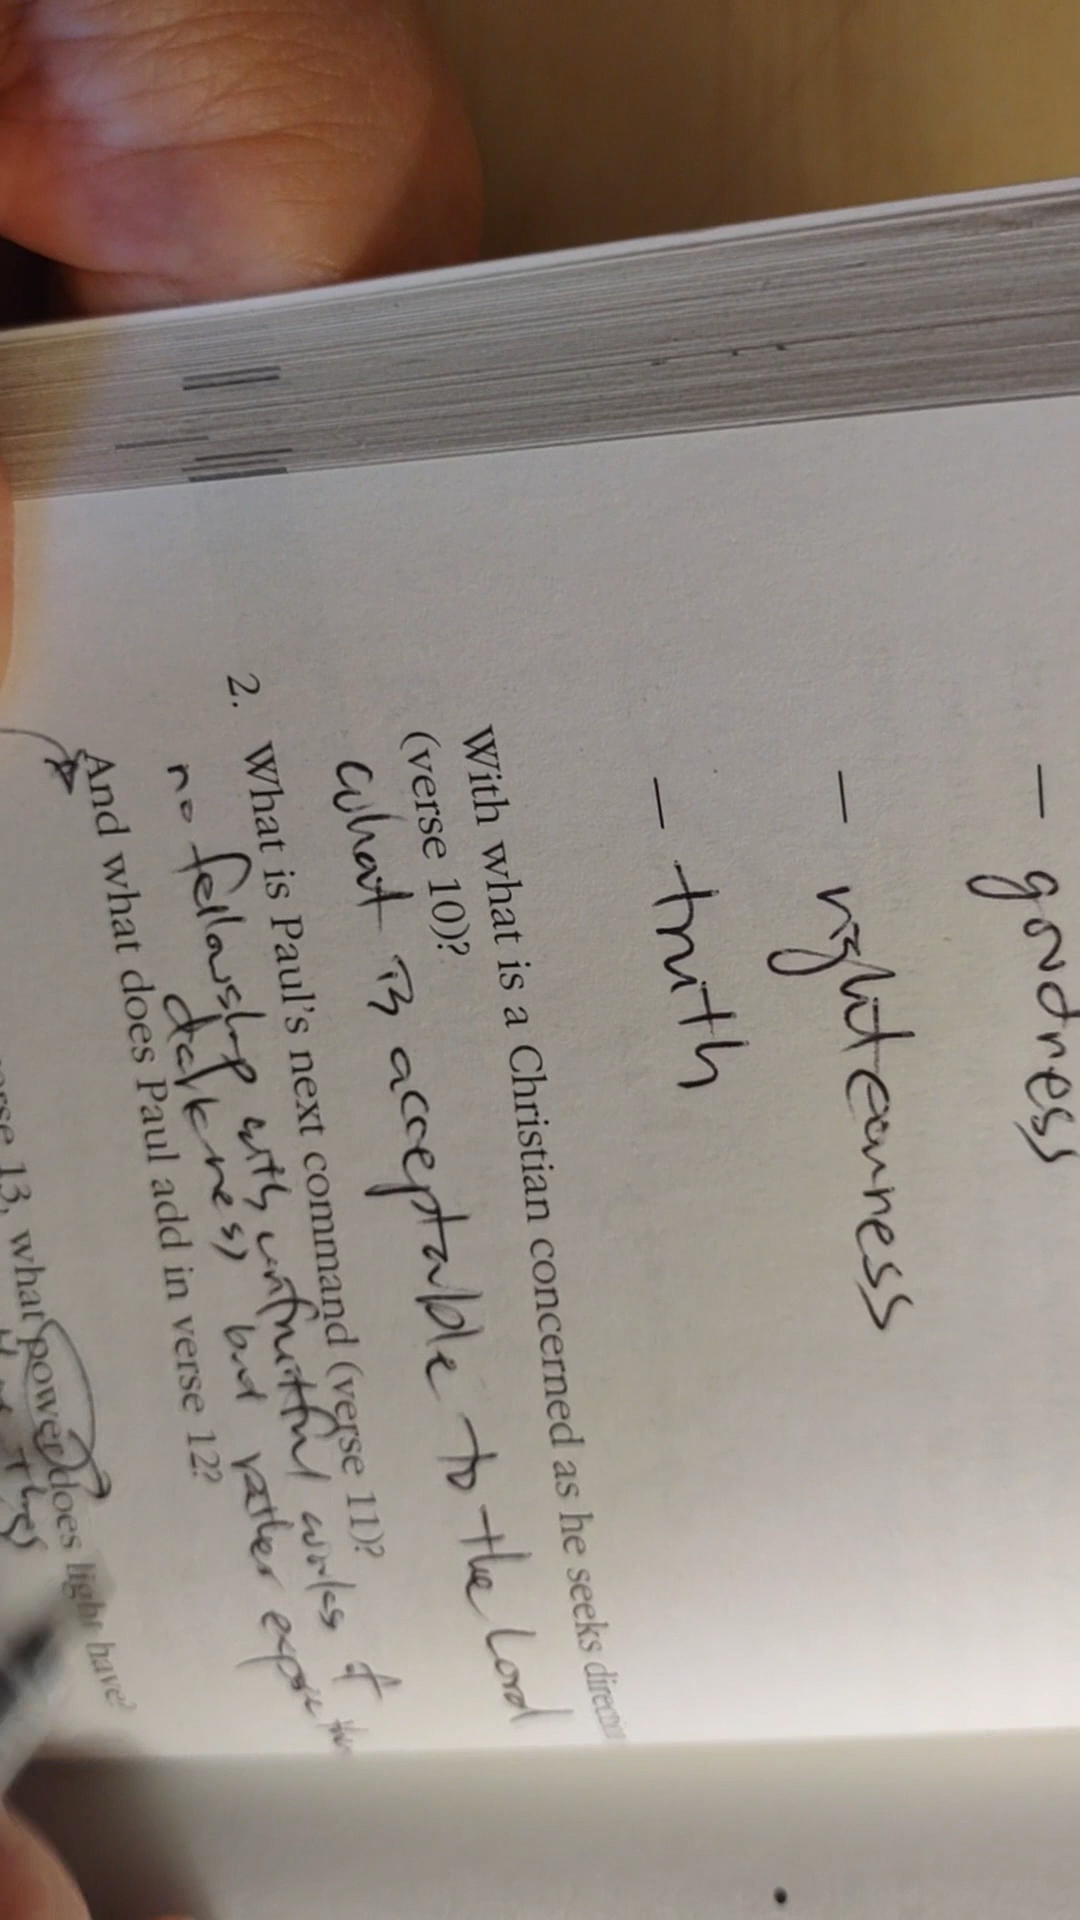 – goodness
– righteousness
– truth
With what is a Christian concerned as he seeks
(verse 10)?
what is acceptable to the Lord
2. What is Paul's next command (verse 11)?
no fellowship with unfruitful works of
darkness, but rather expose
And what does Paul add in verse 12?
13, what power does light have?